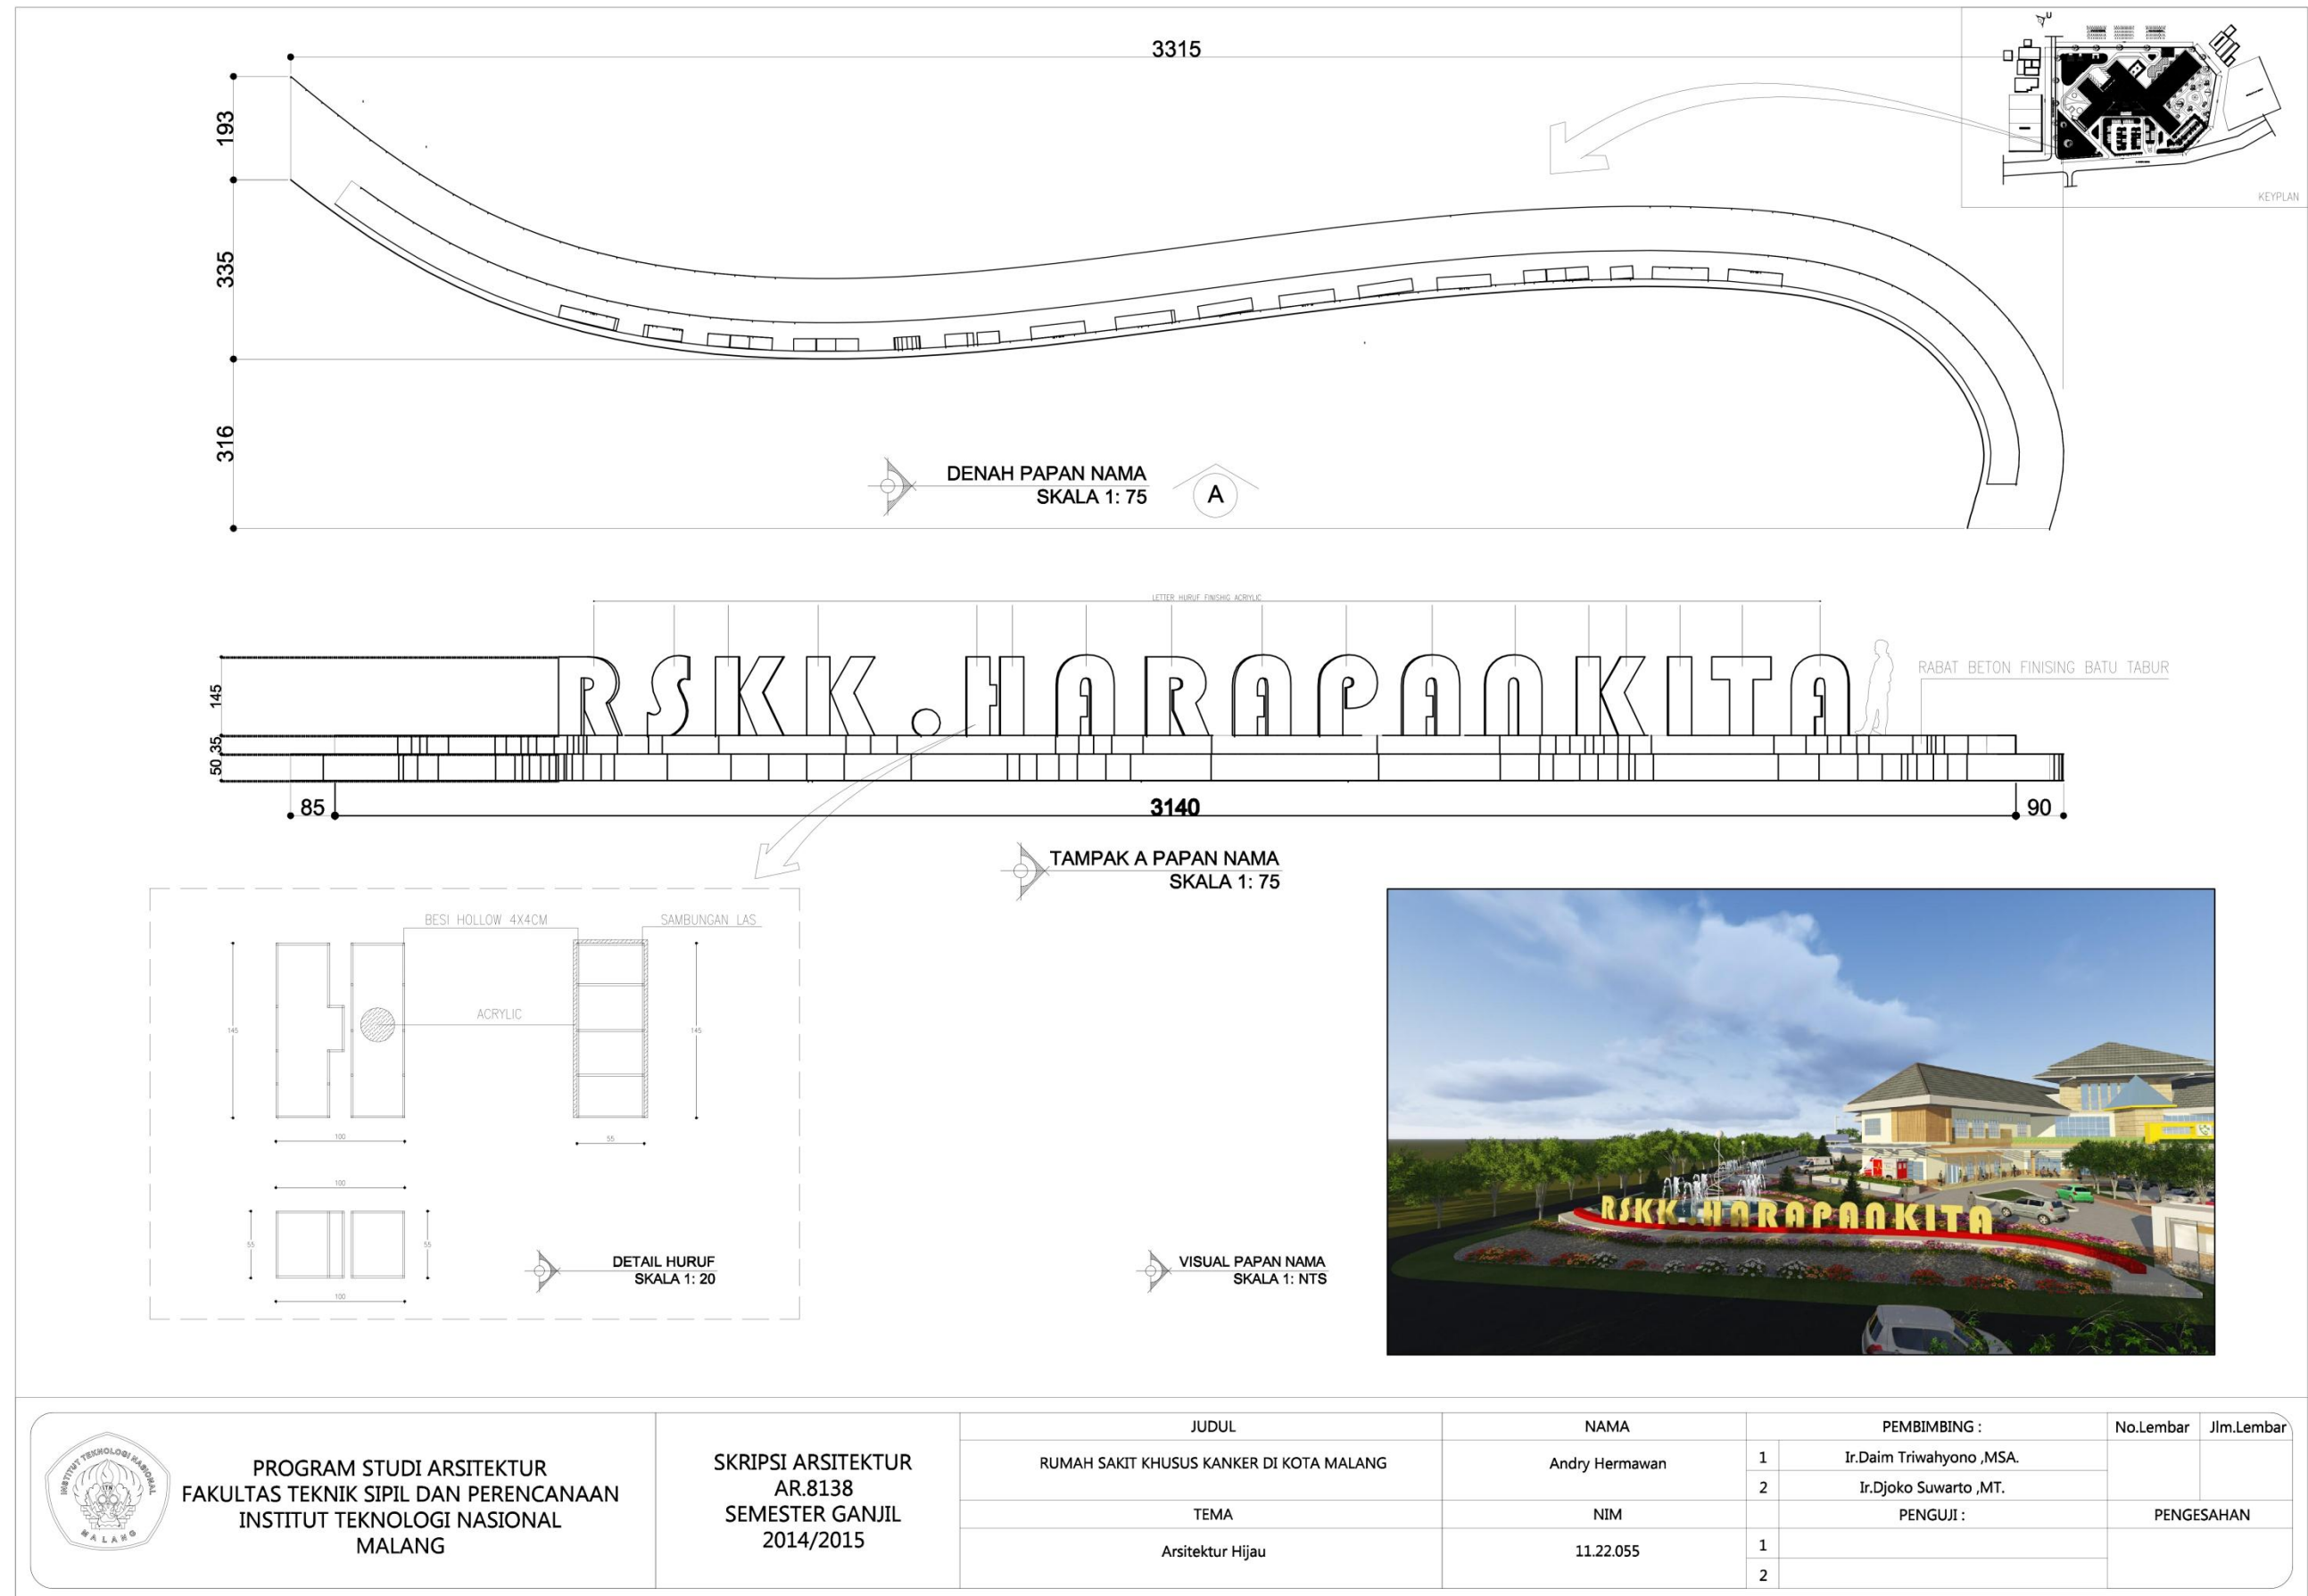 3315
193
335
316
U
KEYPLAN
DENAH PAPAN NAMA
SKALA 1: 75
A
LETTER HURUF FINISHIG ACRYLIC
RSKK.HARAPANKITA
RABAT BETON FINISING BATU TABUR
145
35
50
85
3140
90
TAMPAK A PAPAN NAMA
SKALA 1: 75
BESI HOLLOW 4X4CM
SAMBUNGAN LAS
ACRYLIC
145
145
100
55
100
55
55
100
DETAIL HURUF
SKALA 1: 20
VISUAL PAPAN NAMA
SKALA 1: NTS
RSKK.HARAPANKITA
INSTITUT TEKNOLOGI NASIONAL
ITN
MALANG
PROGRAM STUDI ARSITEKTUR
FAKULTAS TEKNIK SIPIL DAN PERENCANAAN
INSTITUT TEKNOLOGI NASIONAL
MALANG
SKRIPSI ARSITEKTUR
AR.8138
SEMESTER GANJIL
2014/2015
JUDUL
RUMAH SAKIT KHUSUS KANKER DI KOTA MALANG
TEMA
Arsitektur Hijau
NAMA
Andry Hermawan
NIM
11.22.055
PEMBIMBING :
1 Ir.Daim Triwahyono ,MSA.
2 Ir.Djoko Suwarto ,MT.
PENGUJI :
1
2
No.Lembar
Jlm.Lembar
PENGESAHAN